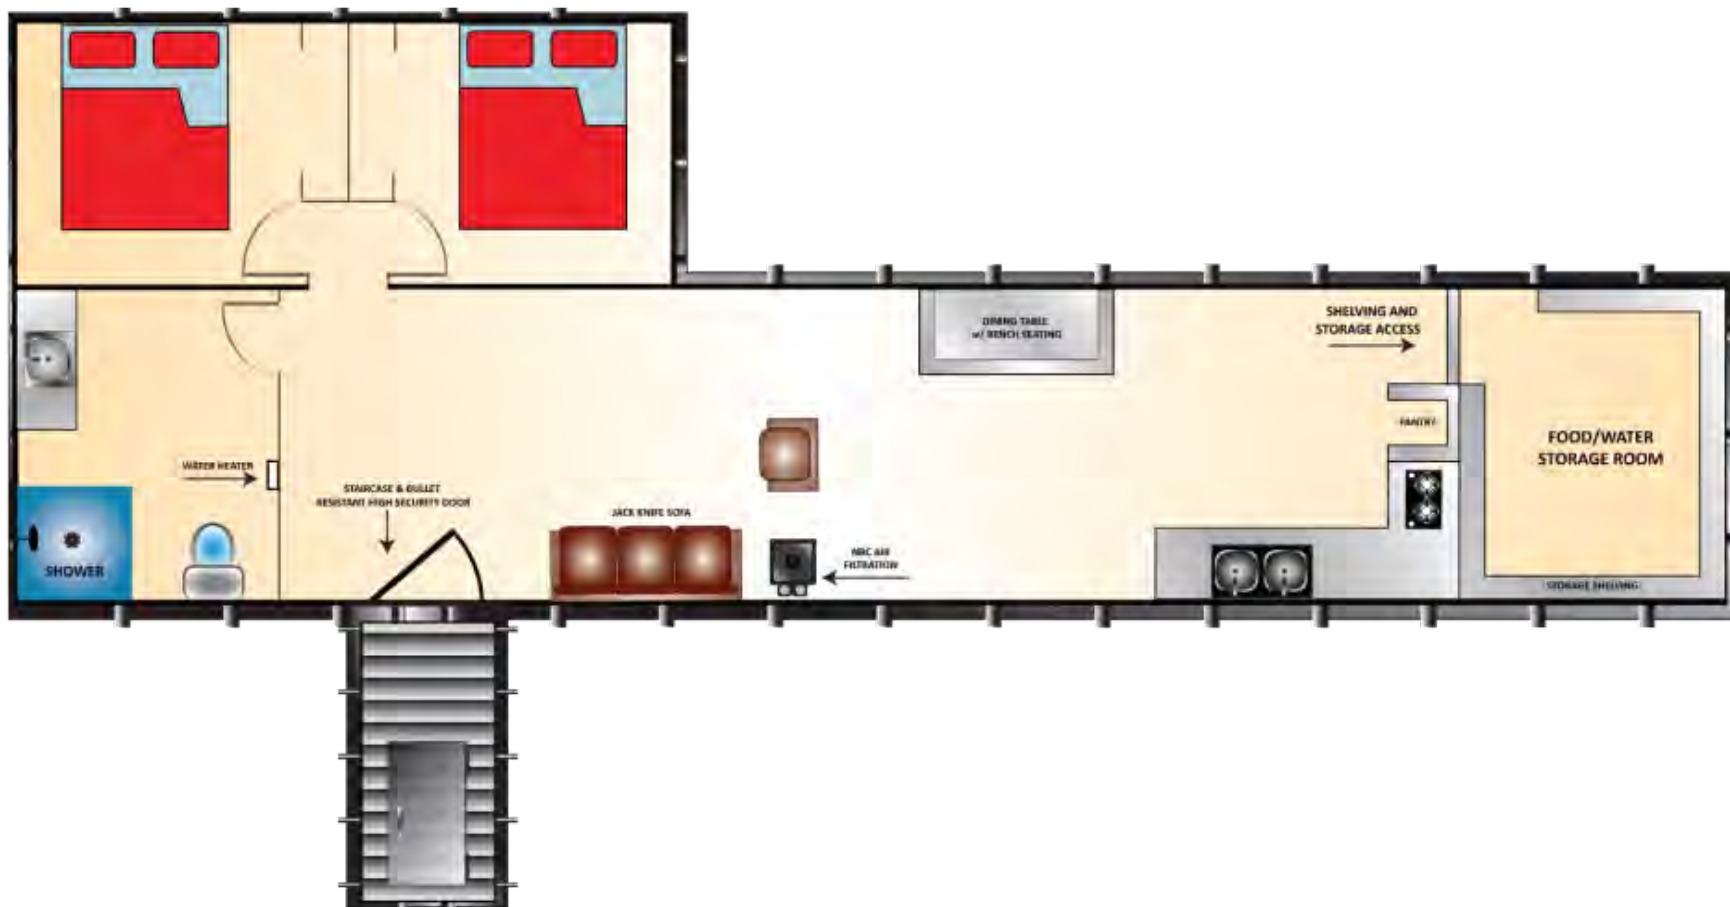 DINING TABLE
w/ BENCH SEATING
SHELVING AND
STORAGE ACCESS
PANTRY
FOOD/WATER
STORAGE ROOM
WATER HEATER
STAIRCASE & BULLET
RESISTANT HIGH SECURITY DOOR
JACK KNIFE SOFA
NBC AIR
FILTRATION
SHOWER
STORAGE SHELVING